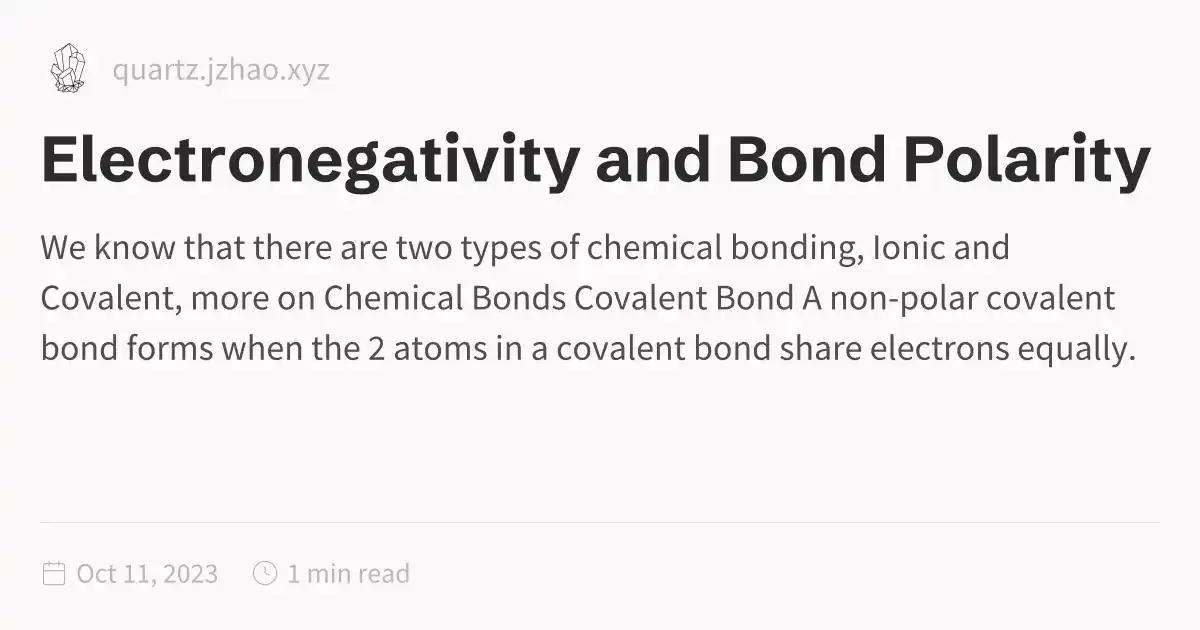 quartz.jzhao.xyz
Electronegativity and Bond Polarity
We know that there are two types of chemical bonding, Ionic and
Covalent, more on Chemical Bonds Covalent Bond A non-polar covalent
bond forms when the 2 atoms in a covalent bond share electrons equally.
Oct 11, 2023 1 min read